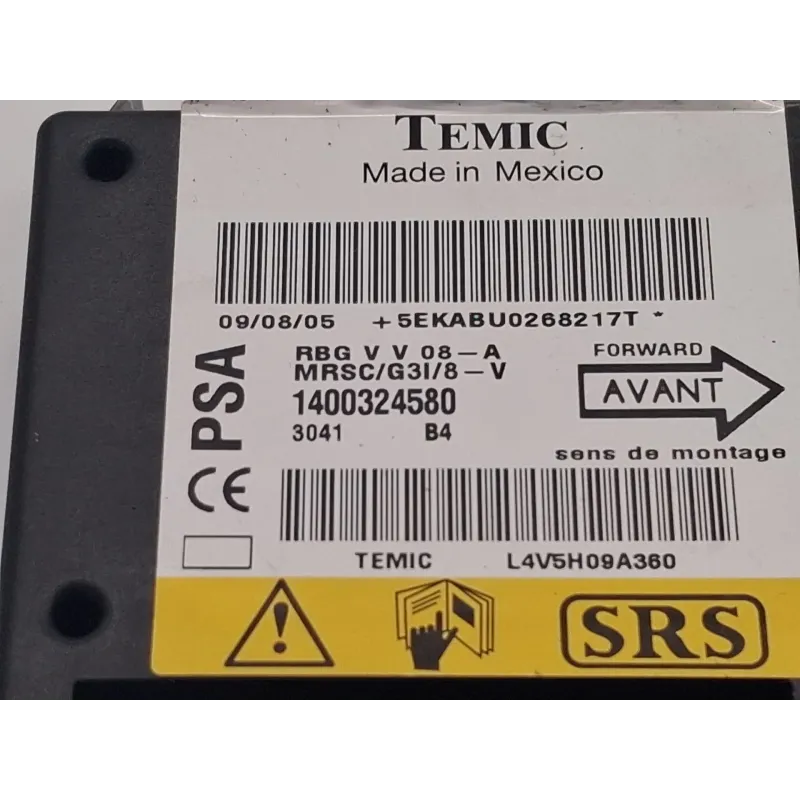 TEMIC
Made in Mexico
09/08/05 +5EKABU0268217T *
PSA
RBG V V 08-A
MRSC/G3I/8-V
1400324580
3041 B4
FORWARD
AVANT
sens de montage
CE
TEMIC L4V5H09A360
!
SRS